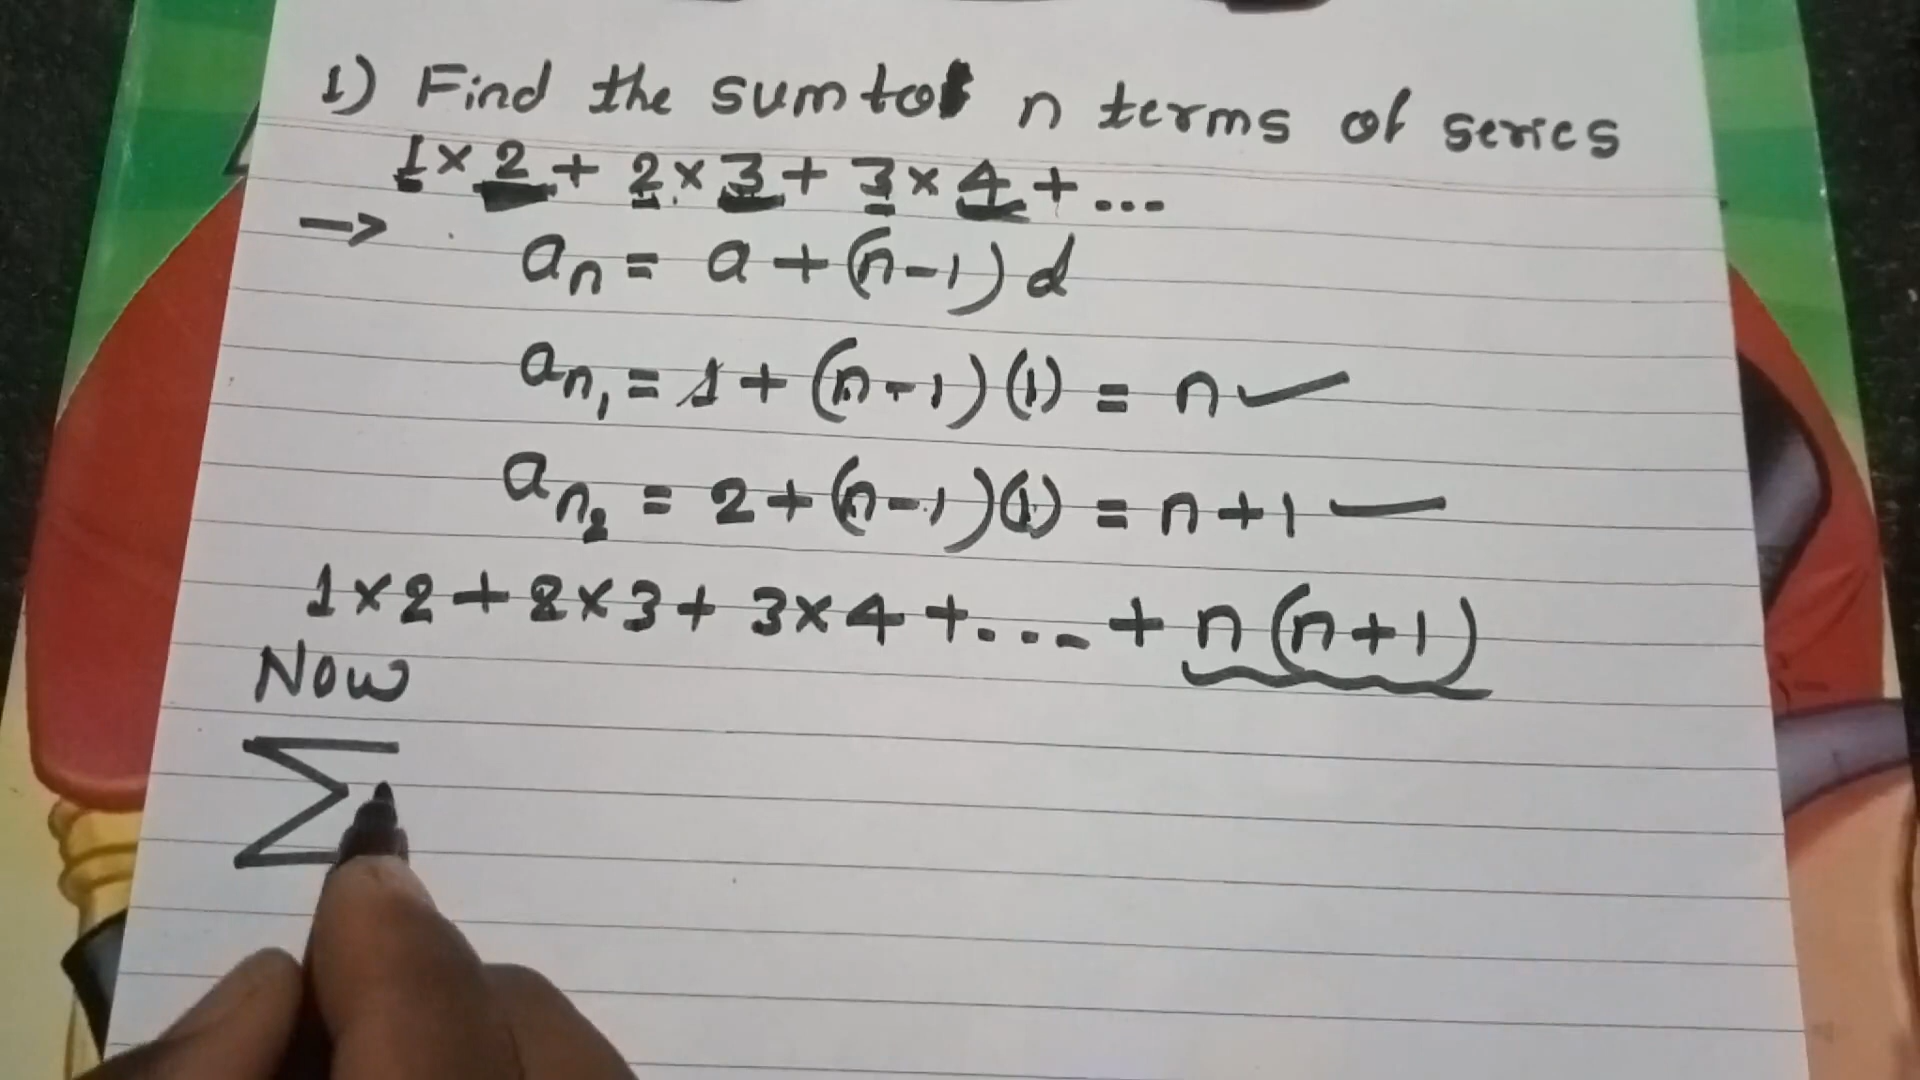 1) Find the sum to n terms of series
1 × 2 + 2 × 3 + 3 × 4 + ...
→ aₙ = a + (n-1) d
aₙ₁ = 1 + (n-1) (1) = n ✓
aₙ₂ = 2 + (n-1) (1) = n + 1 —
1 × 2 + 2 × 3 + 3 × 4 + .... + n (n+1)
Now
Σ